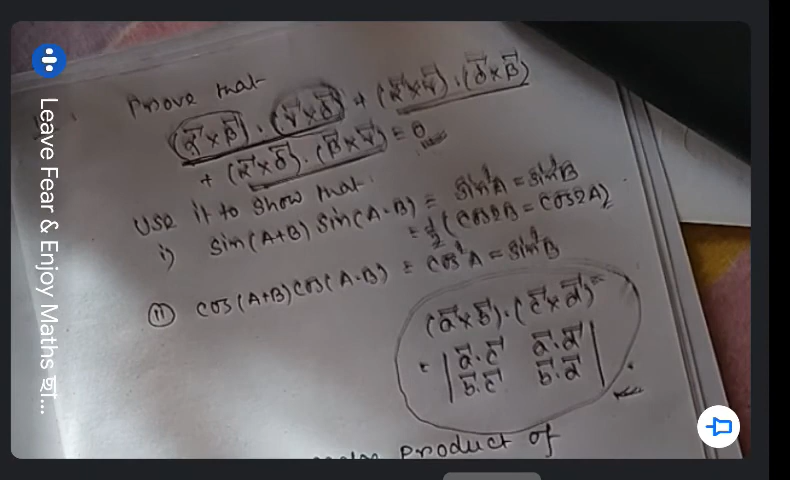 Leave Fear & Enjoy Maths স্থা...
Prove that
(α⃗×β⃗).(γ⃗×δ⃗) + (α⃗×γ⃗).(δ⃗×β⃗)
+ (α⃗×δ⃗).(β⃗×γ⃗) = 0
Use it to show that
i) Sin(A+B) Sin(A-B) = Sin²A - Sin²B
= ½(Cos2B - Cos2A)
(ii) Cos(A+B)Cos(A-B) = Cos²A - Sin²B
(a⃗×b⃗).(c⃗×d⃗) =
= | a⃗.c⃗ a⃗.d⃗ |
| b⃗.c⃗ b⃗.d⃗ | .
Product of